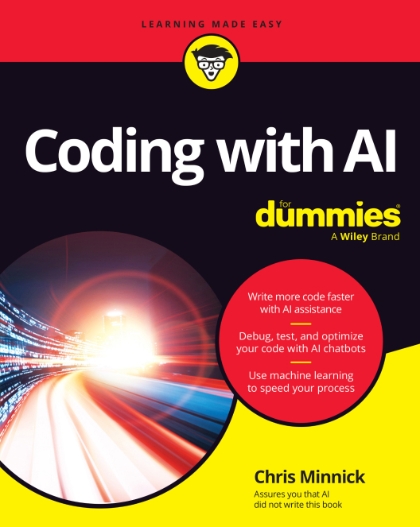 LEARNING MADE EASY
Coding with AI
for
dummies®
A Wiley Brand
Write more code faster
with AI assistance
Debug, test, and optimize
your code with AI chatbots
Use machine learning
to speed your process
Chris Minnick
Assures you that AI
did not write this book